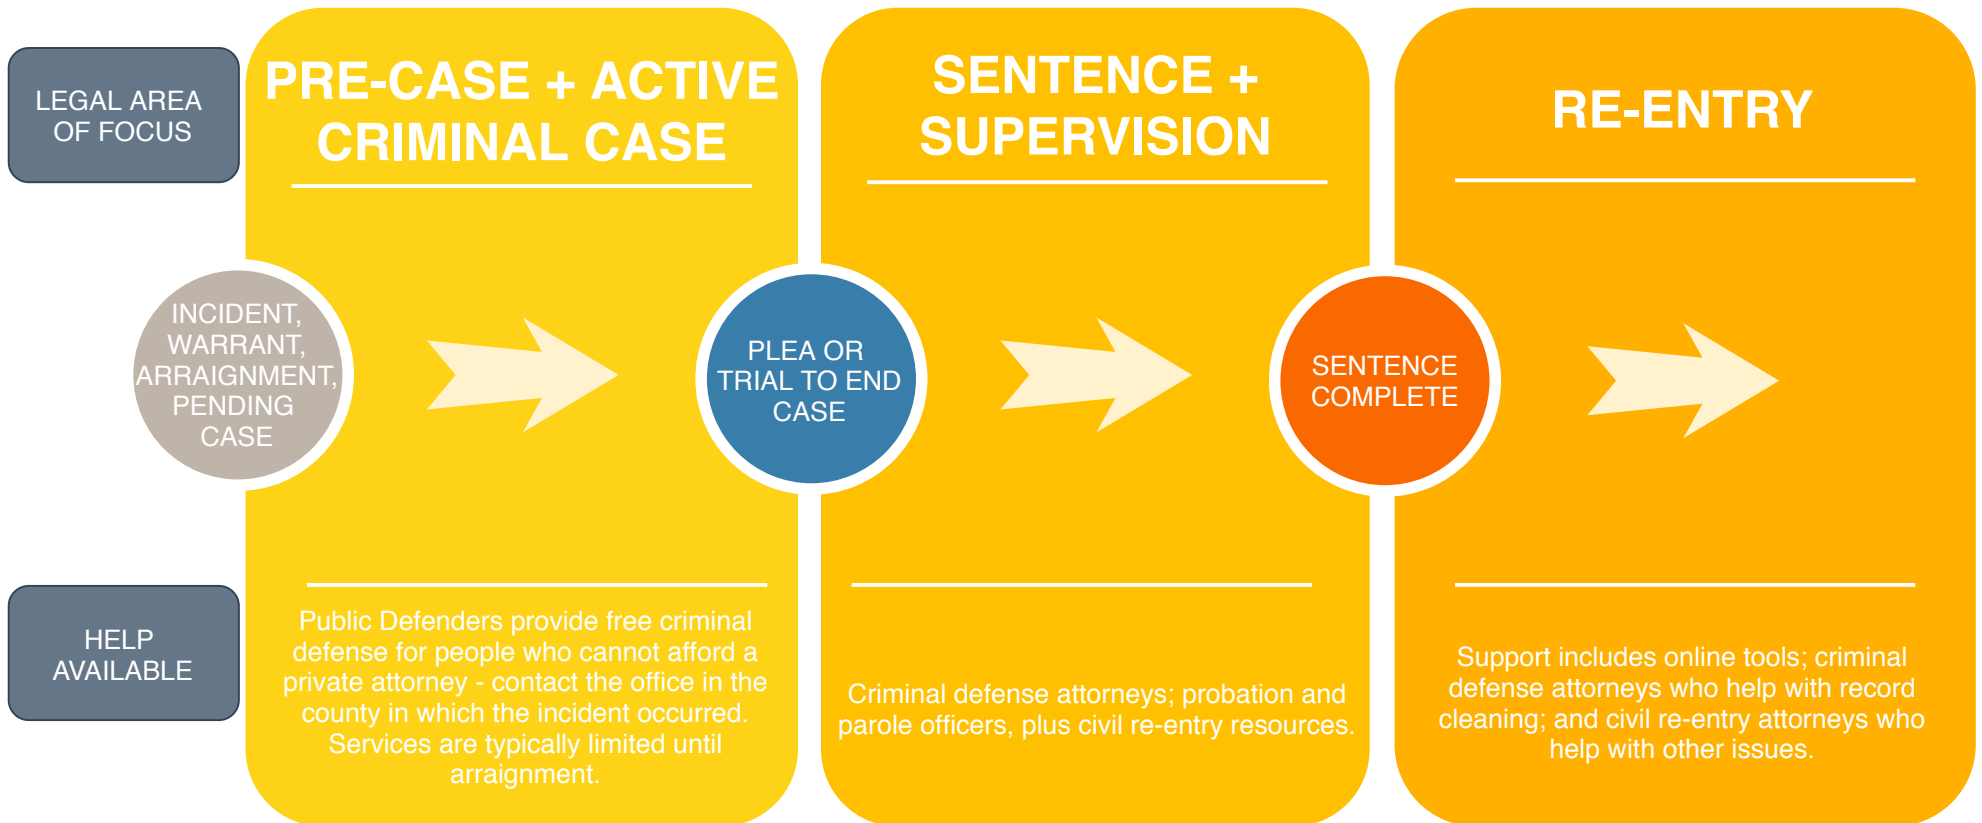 LEGAL AREA
OF FOCUS
PRE-CASE + ACTIVE
CRIMINAL CASE
SENTENCE +
SUPERVISION
RE-ENTRY
INCIDENT,
WARRANT,
ARRAIGNMENT,
PENDING
CASE
PLEA OR
TRIAL TO END
CASE
SENTENCE
COMPLETE
HELP
AVAILABLE
Public Defenders provide free criminal
defense for people who cannot afford a
private attorney - contact the office in the
county in which the incident occurred.
Services are typically limited until
arraignment.
Criminal defense attorneys; probation and
parole officers, plus civil re-entry resources.
Support includes online tools; criminal
defense attorneys who help with record
cleaning; and civil re-entry attorneys who
help with other issues.